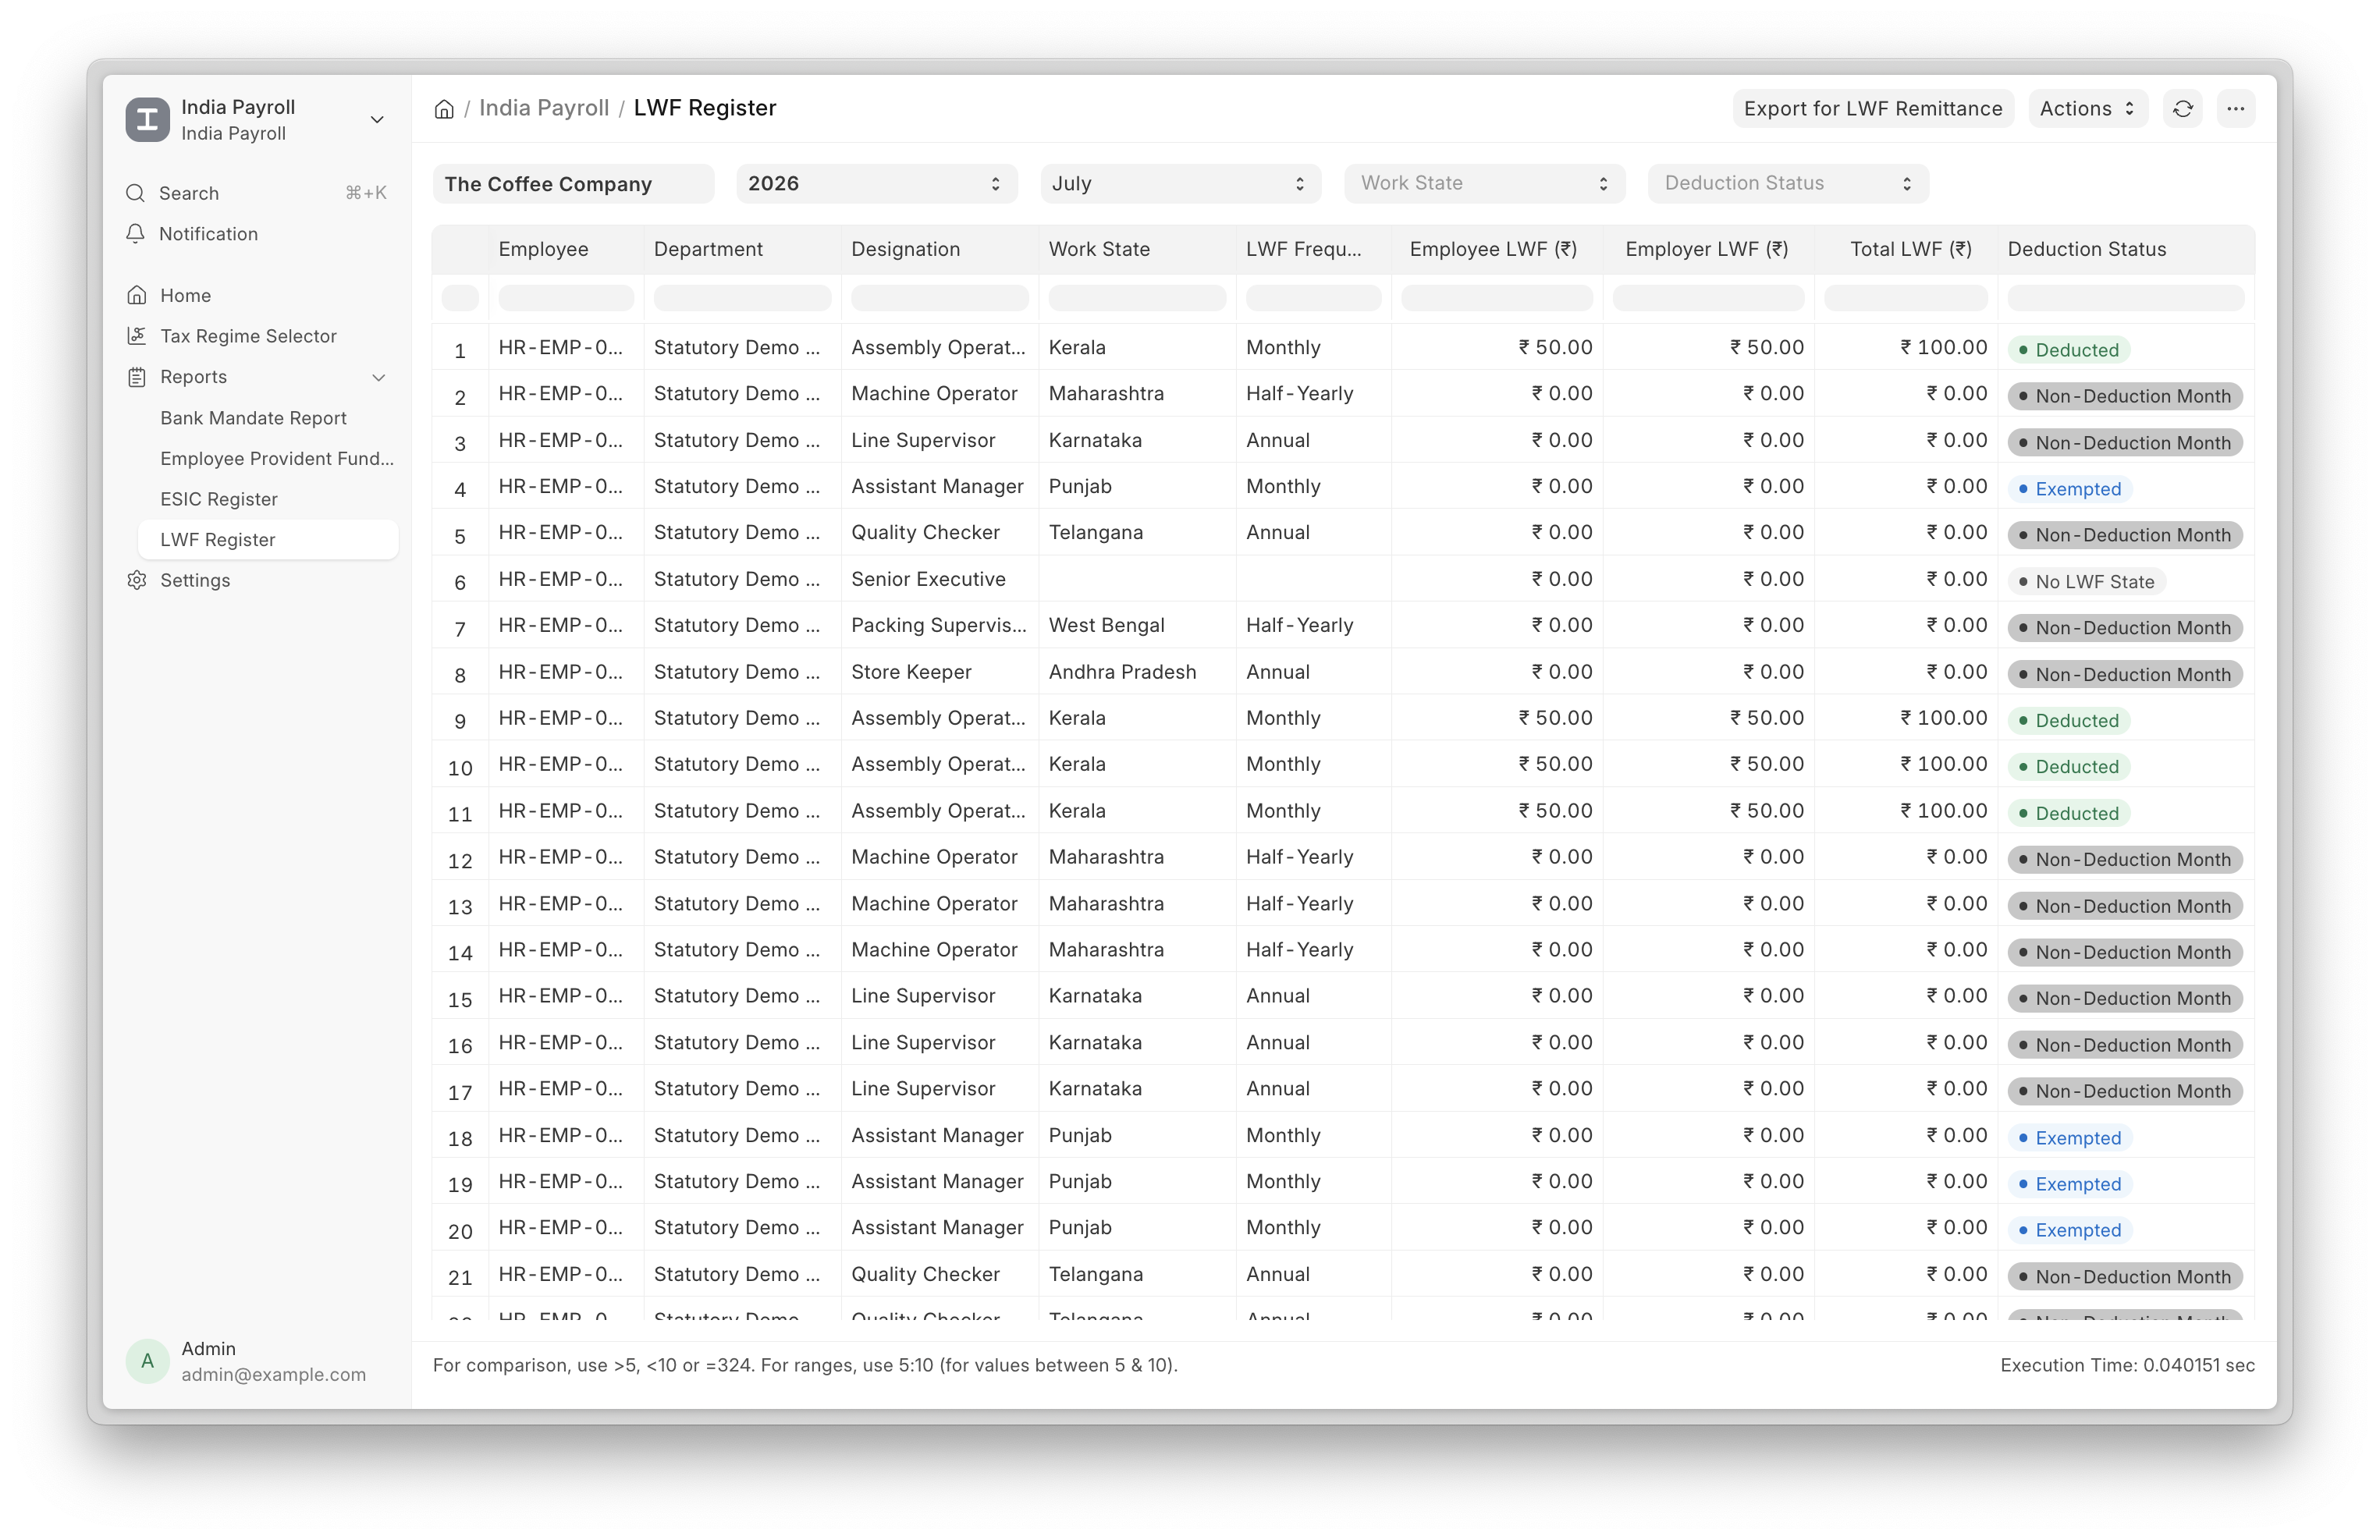 India Payroll
India Payroll
Search ⌘+K
Notification
Home
Tax Regime Selector
Reports
Bank Mandate Report
Employee Provident Fund...
ESIC Register
LWF Register
Settings
A
Admin
admin@example.com
/ India Payroll / LWF Register
Export for LWF Remittance Actions
The Coffee Company 2026 July Work State Deduction Status
Employee Department Designation Work State LWF Frequ... Employee LWF (₹) Employer LWF (₹) Total LWF (₹) Deduction Status
1 HR-EMP-0... Statutory Demo ... Assembly Operat... Kerala Monthly ₹ 50.00 ₹ 50.00 ₹ 100.00 Deducted
2 HR-EMP-0... Statutory Demo ... Machine Operator Maharashtra Half-Yearly ₹ 0.00 ₹ 0.00 ₹ 0.00 Non-Deduction Month
3 HR-EMP-0... Statutory Demo ... Line Supervisor Karnataka Annual ₹ 0.00 ₹ 0.00 ₹ 0.00 Non-Deduction Month
4 HR-EMP-0... Statutory Demo ... Assistant Manager Punjab Monthly ₹ 0.00 ₹ 0.00 ₹ 0.00 Exempted
5 HR-EMP-0... Statutory Demo ... Quality Checker Telangana Annual ₹ 0.00 ₹ 0.00 ₹ 0.00 Non-Deduction Month
6 HR-EMP-0... Statutory Demo ... Senior Executive ₹ 0.00 ₹ 0.00 ₹ 0.00 No LWF State
7 HR-EMP-0... Statutory Demo ... Packing Supervis... West Bengal Half-Yearly ₹ 0.00 ₹ 0.00 ₹ 0.00 Non-Deduction Month
8 HR-EMP-0... Statutory Demo ... Store Keeper Andhra Pradesh Annual ₹ 0.00 ₹ 0.00 ₹ 0.00 Non-Deduction Month
9 HR-EMP-0... Statutory Demo ... Assembly Operat... Kerala Monthly ₹ 50.00 ₹ 50.00 ₹ 100.00 Deducted
10 HR-EMP-0... Statutory Demo ... Assembly Operat... Kerala Monthly ₹ 50.00 ₹ 50.00 ₹ 100.00 Deducted
11 HR-EMP-0... Statutory Demo ... Assembly Operat... Kerala Monthly ₹ 50.00 ₹ 50.00 ₹ 100.00 Deducted
12 HR-EMP-0... Statutory Demo ... Machine Operator Maharashtra Half-Yearly ₹ 0.00 ₹ 0.00 ₹ 0.00 Non-Deduction Month
13 HR-EMP-0... Statutory Demo ... Machine Operator Maharashtra Half-Yearly ₹ 0.00 ₹ 0.00 ₹ 0.00 Non-Deduction Month
14 HR-EMP-0... Statutory Demo ... Machine Operator Maharashtra Half-Yearly ₹ 0.00 ₹ 0.00 ₹ 0.00 Non-Deduction Month
15 HR-EMP-0... Statutory Demo ... Line Supervisor Karnataka Annual ₹ 0.00 ₹ 0.00 ₹ 0.00 Non-Deduction Month
16 HR-EMP-0... Statutory Demo ... Line Supervisor Karnataka Annual ₹ 0.00 ₹ 0.00 ₹ 0.00 Non-Deduction Month
17 HR-EMP-0... Statutory Demo ... Line Supervisor Karnataka Annual ₹ 0.00 ₹ 0.00 ₹ 0.00 Non-Deduction Month
18 HR-EMP-0... Statutory Demo ... Assistant Manager Punjab Monthly ₹ 0.00 ₹ 0.00 ₹ 0.00 Exempted
19 HR-EMP-0... Statutory Demo ... Assistant Manager Punjab Monthly ₹ 0.00 ₹ 0.00 ₹ 0.00 Exempted
20 HR-EMP-0... Statutory Demo ... Assistant Manager Punjab Monthly ₹ 0.00 ₹ 0.00 ₹ 0.00 Exempted
21 HR-EMP-0... Statutory Demo ... Quality Checker Telangana Annual ₹ 0.00 ₹ 0.00 ₹ 0.00 Non-Deduction Month
For comparison, use >5, <10 or =324. For ranges, use 5:10 (for values between 5 & 10). Execution Time: 0.040151 sec